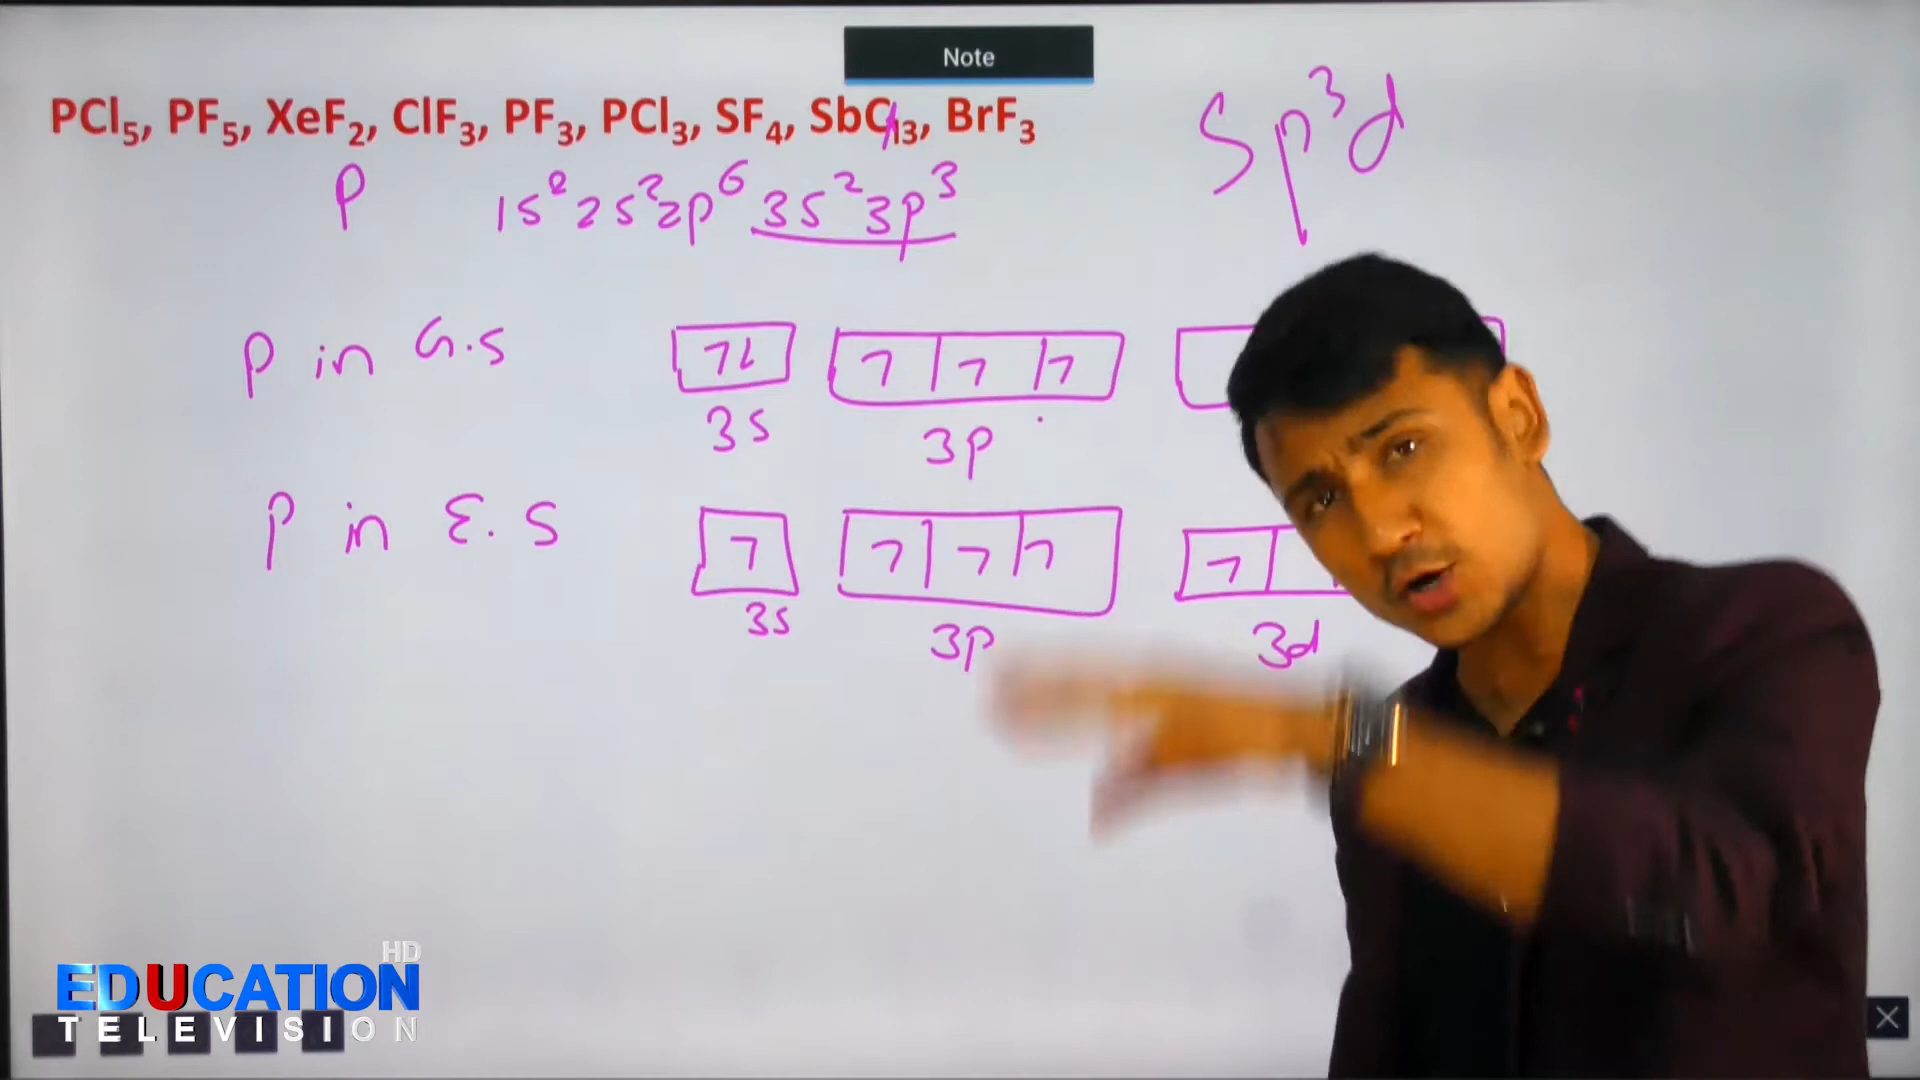 Note
PCl₅, PF₅, XeF₂, ClF₃, PF₃, PCl₃, SF₄, SbCl₃, BrF₃
Sp³d
P 1s² 2s² 2p⁶ 3s² 3p³
P in G.S
3s
3p
P in E.S
3s
3p
3d
HD
EDUCATION
TELEVISION